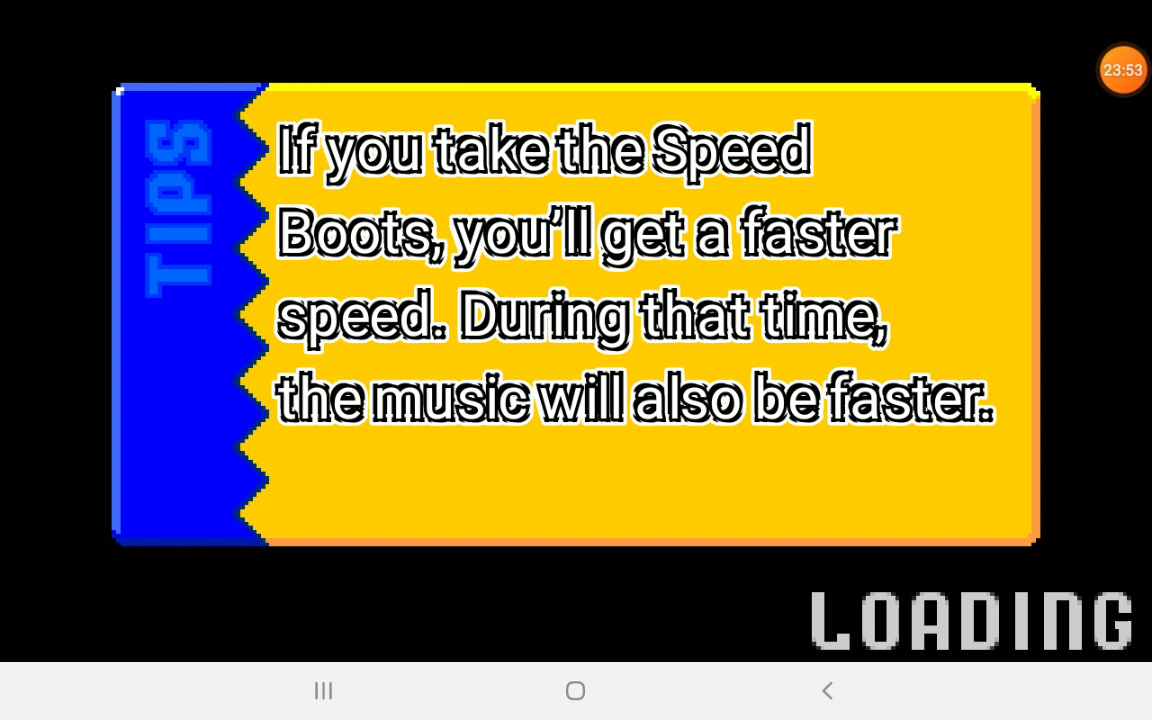 23:53
TIPS
If you take the Speed
Boots, you'll get a faster
speed. During that time,
the music will also be faster.
LOADING